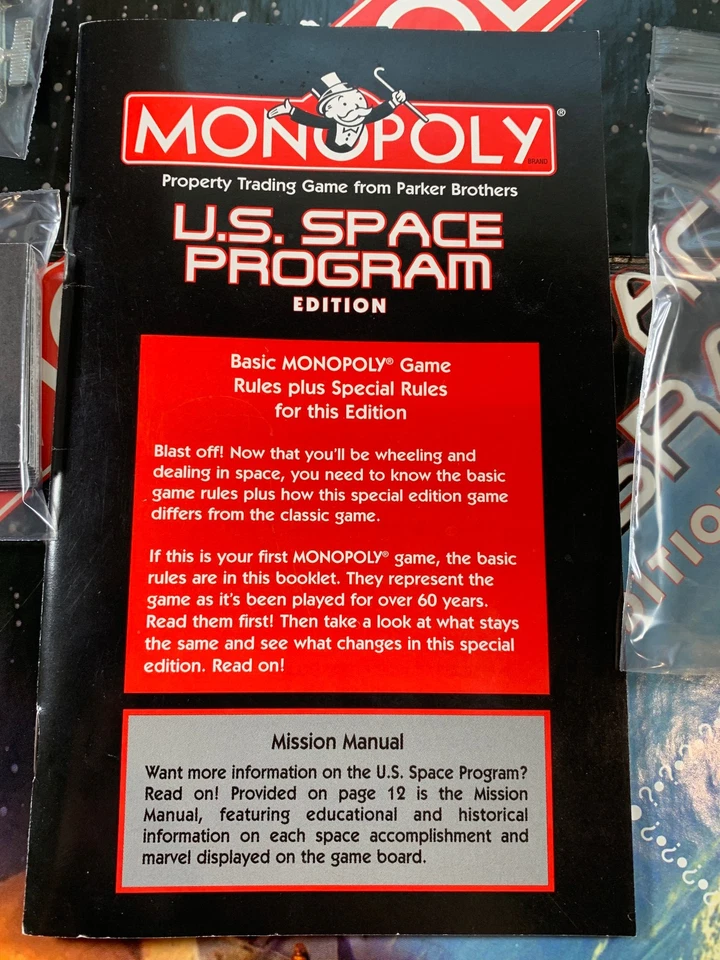 MONOPOLY®
BRAND
Property Trading Game from Parker Brothers
U.S. SPACE
PROGRAM
EDITION
Basic MONOPOLY® Game
Rules plus Special Rules
for this Edition
Blast off! Now that you'll be wheeling and
dealing in space, you need to know the basic
game rules plus how this special edition game
differs from the classic game.
If this is your first MONOPOLY® game, the basic
rules are in this booklet. They represent the
game as it's been played for over 60 years.
Read them first! Then take a look at what stays
the same and see what changes in this special
edition. Read on!
Mission Manual
Want more information on the U.S. Space Program?
Read on! Provided on page 12 is the Mission
Manual, featuring educational and historical
information on each space accomplishment and
marvel displayed on the game board.